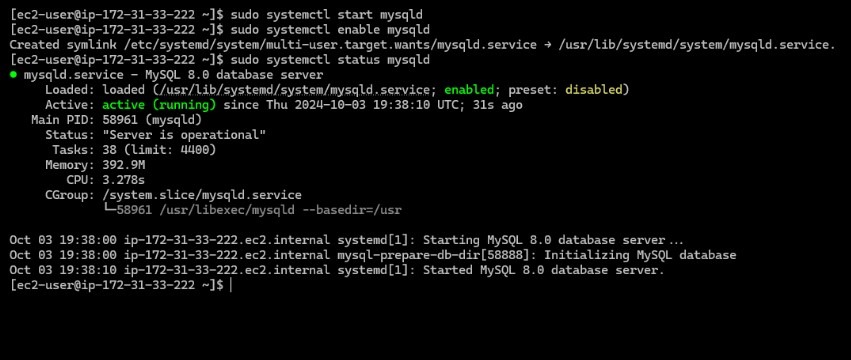 [ec2-user@ip-172-31-33-222 ~]$ sudo systemctl start mysqld
[ec2-user@ip-172-31-33-222 ~]$ sudo systemctl enable mysqld
Created symlink /etc/systemd/system/multi-user.target.wants/mysqld.service → /usr/lib/systemd/system/mysqld.service.
[ec2-user@ip-172-31-33-222 ~]$ sudo systemctl status mysqld
● mysqld.service - MySQL 8.0 database server
Loaded: loaded (/usr/lib/systemd/system/mysqld.service; enabled; preset: disabled)
Active: active (running) since Thu 2024-10-03 19:38:10 UTC; 31s ago
Main PID: 58961 (mysqld)
Status: "Server is operational"
Tasks: 38 (limit: 4400)
Memory: 392.9M
CPU: 3.278s
CGroup: /system.slice/mysqld.service
└─58961 /usr/libexec/mysqld --basedir=/usr
Oct 03 19:38:00 ip-172-31-33-222.ec2.internal systemd[1]: Starting MySQL 8.0 database server...
Oct 03 19:38:00 ip-172-31-33-222.ec2.internal mysql-prepare-db-dir[58888]: Initializing MySQL database
Oct 03 19:38:10 ip-172-31-33-222.ec2.internal systemd[1]: Started MySQL 8.0 database server.
[ec2-user@ip-172-31-33-222 ~]$